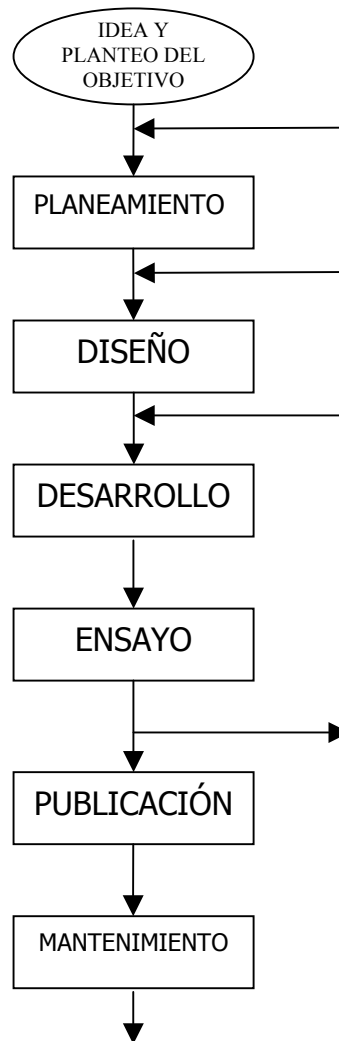 IDEA Y
PLANTEO DEL
OBJETIVO
PLANEAMIENTO
DISEÑO
DESARROLLO
ENSAYO
PUBLICACIÓN
MANTENIMIENTO